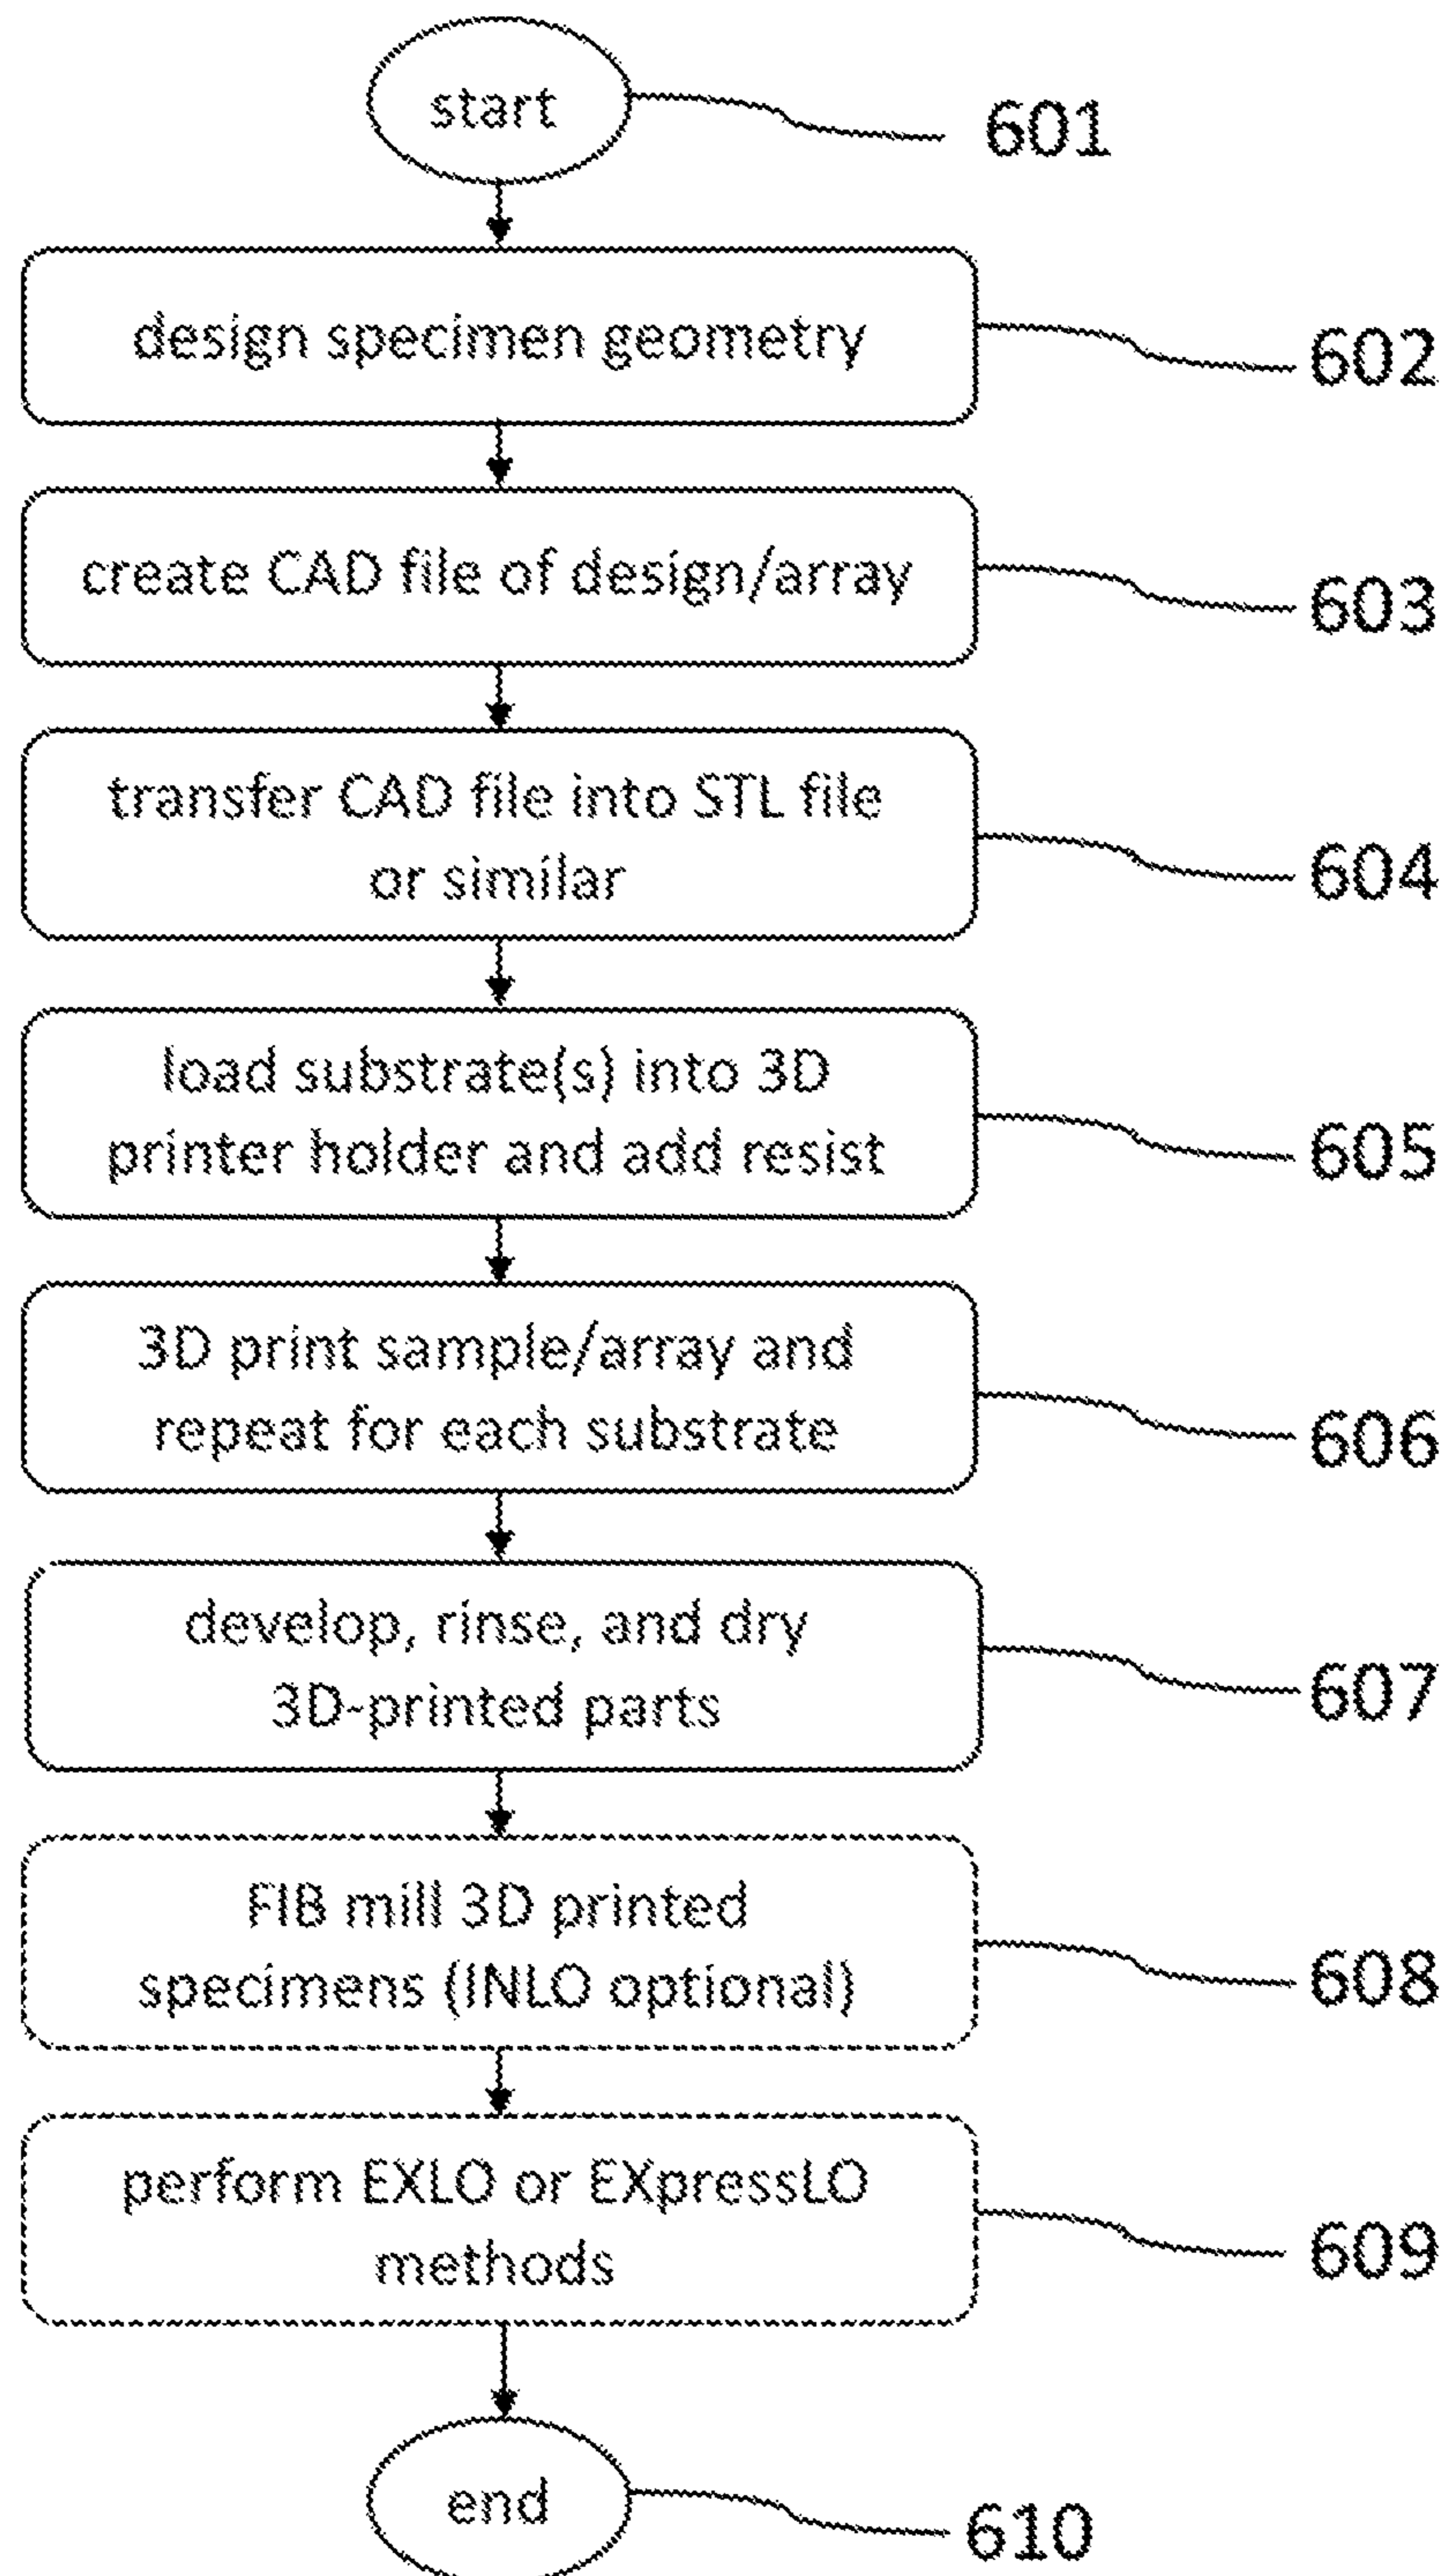 start
601
design specimen geometry
602
create CAD file of design/array
603
transfer CAD file into STL file
or similar
604
load substrate(s) into 3D
printer holder and add resist
605
3D print sample/array and
repeat for each substrate
606
develop, rinse, and dry
3D-printed parts
607
FIB mill 3D printed
specimens (INLO optional)
608
perform EXLO or EXpressLO
methods
609
end
610